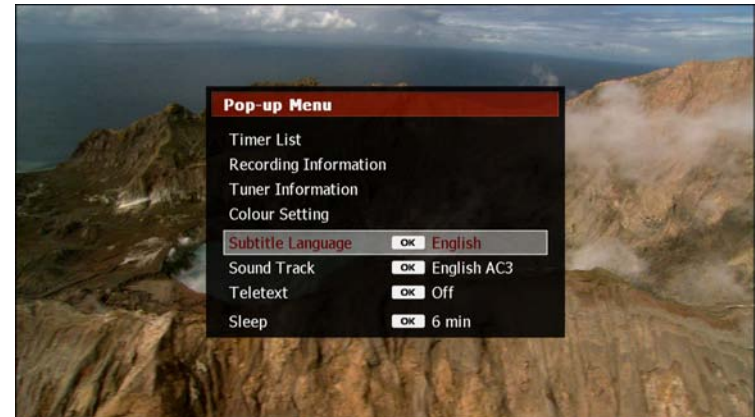 Pop-up Menu
Timer List
Recording Information
Tuner Information
Colour Setting
Subtitle Language OK English
Sound Track OK English AC3
Teletext OK Off
Sleep OK 6 min